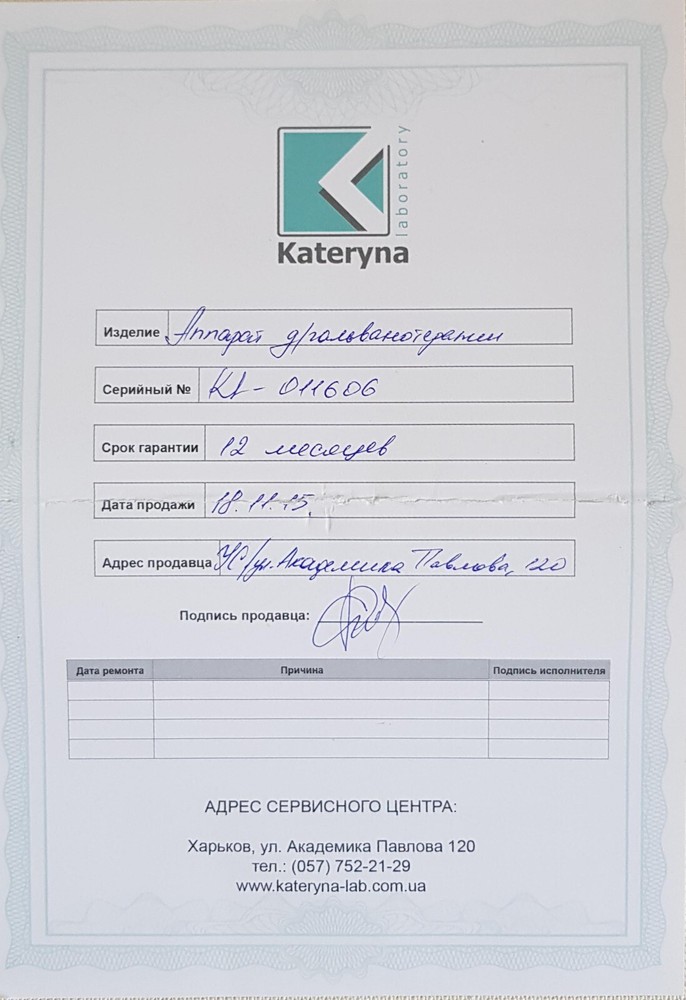 laboratory
Kateryna
Изделие Аппарат д/гальванотерапии
Серийный № КЛ-011606
Срок гарантии 12 месяцев
Дата продажи 18.11.15.
Адрес продавца /ул. Академика Павлова, 120
Подпись продавца:
Дата ремонта Причина Подпись исполнителя
АДРЕС СЕРВИСНОГО ЦЕНТРА:
Харьков, ул. Академика Павлова 120
тел.: (057) 752-21-29
www.kateryna-lab.com.ua